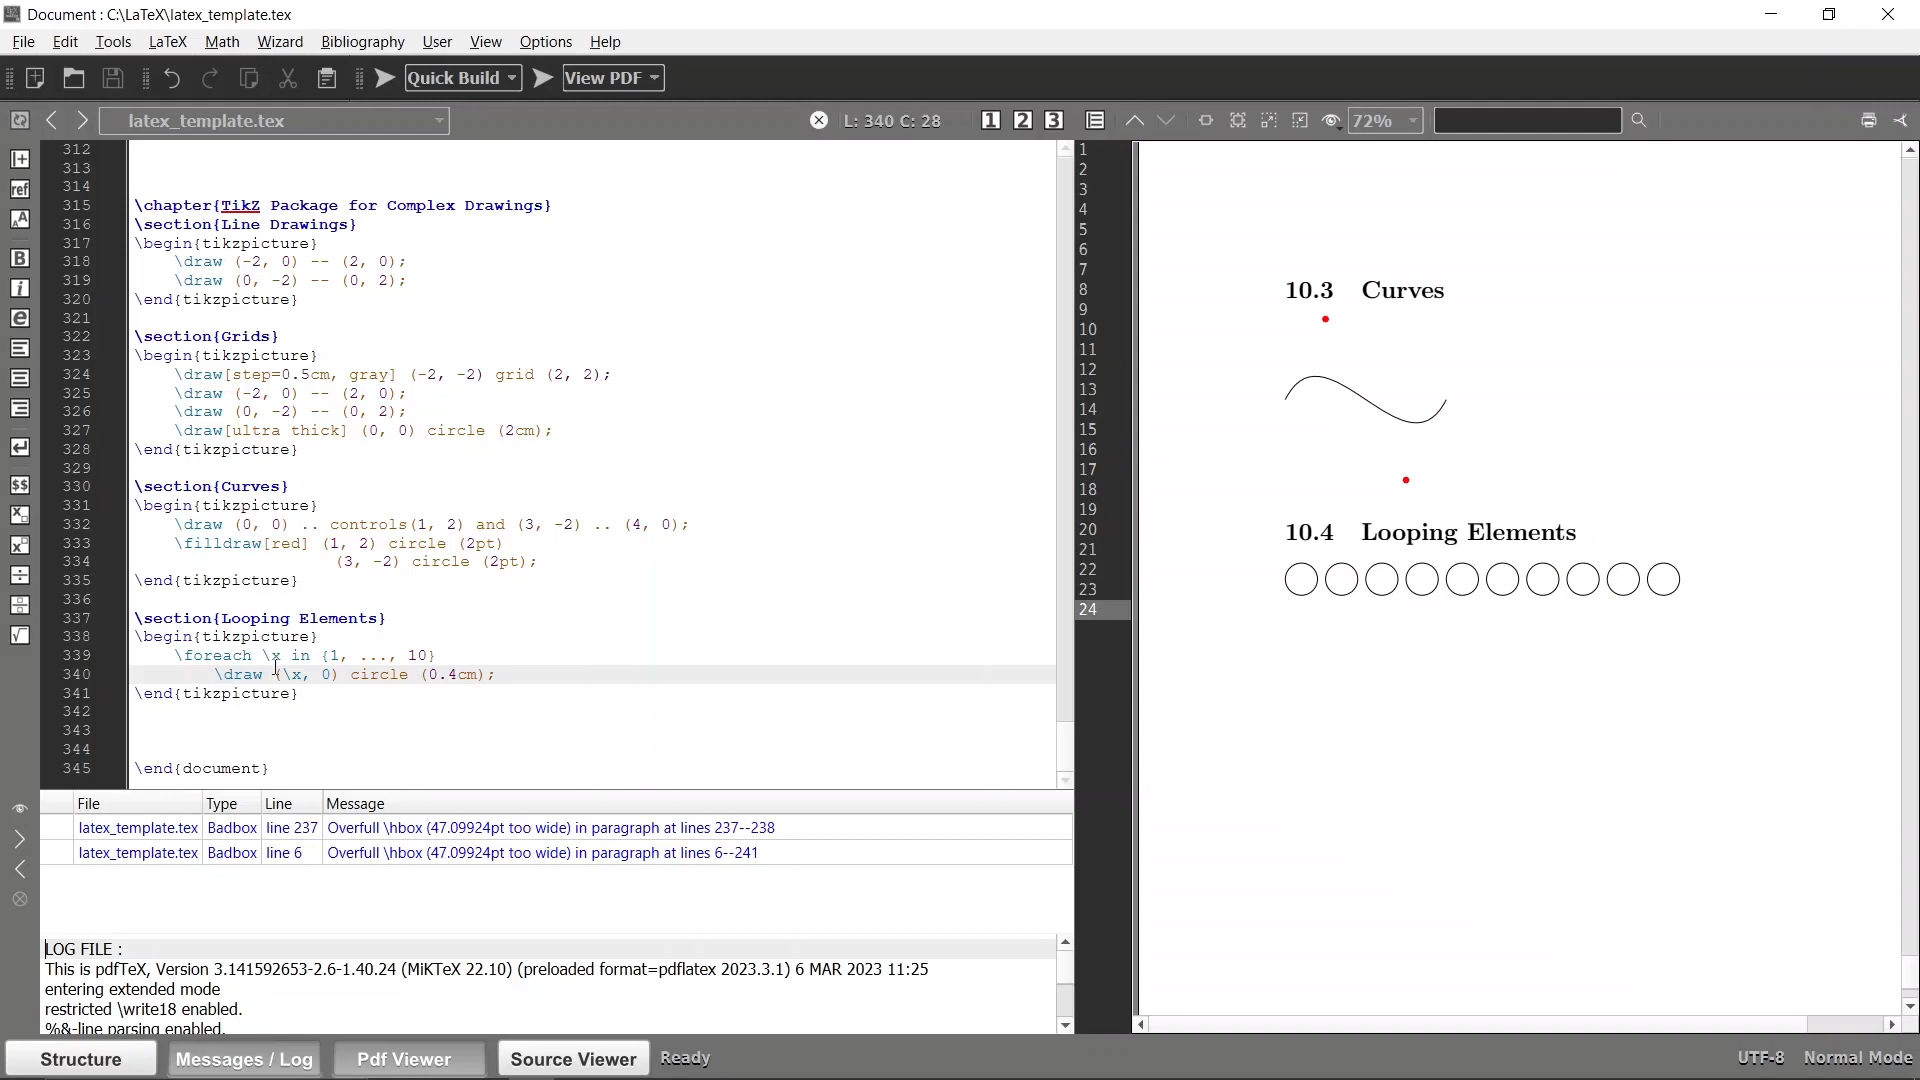 Document : C:\LaTeX\latex_template.tex
File Edit Tools LaTeX Math Wizard Bibliography User View Options Help
Quick Build View PDF
latex_template.tex L: 340 C: 28 1 2 3 72%
312
313
314
315 \chapter{TikZ Package for Complex Drawings}
316 \section{Line Drawings}
317 \begin{tikzpicture}
318 \draw (-2, 0) -- (2, 0);
319 \draw (0, -2) -- (0, 2);
320 \end{tikzpicture}
321
322 \section{Grids}
323 \begin{tikzpicture}
324 \draw[step=0.5cm, gray] (-2, -2) grid (2, 2);
325 \draw (-2, 0) -- (2, 0);
326 \draw (0, -2) -- (0, 2);
327 \draw[ultra thick] (0, 0) circle (2cm);
328 \end{tikzpicture}
329
330 \section{Curves}
331 \begin{tikzpicture}
332 \draw (0, 0) .. controls(1, 2) and (3, -2) .. (4, 0);
333 \filldraw[red] (1, 2) circle (2pt)
334 (3, -2) circle (2pt);
335 \end{tikzpicture}
336
337 \section{Looping Elements}
338 \begin{tikzpicture}
339 \foreach \x in {1, ..., 10}
340 \draw (\x, 0) circle (0.4cm);
341 \end{tikzpicture}
342
343
344
345 \end{document}
ref
A
B
i
e
$$
1
2
3
4
5
6
7
8
9
10
11
12
13
14
15
16
17
18
19
20
21
22
23
24
10.3 Curves
10.4 Looping Elements
File Type Line Message
latex_template.tex Badbox line 237 Overfull \hbox (47.09924pt too wide) in paragraph at lines 237--238
latex_template.tex Badbox line 6 Overfull \hbox (47.09924pt too wide) in paragraph at lines 6--241
LOG FILE :
This is pdfTeX, Version 3.141592653-2.6-1.40.24 (MiKTeX 22.10) (preloaded format=pdflatex 2023.3.1) 6 MAR 2023 11:25
entering extended mode
restricted \write18 enabled.
%&-line parsing enabled.
Structure Messages / Log Pdf Viewer Source Viewer Ready UTF-8 Normal Mode